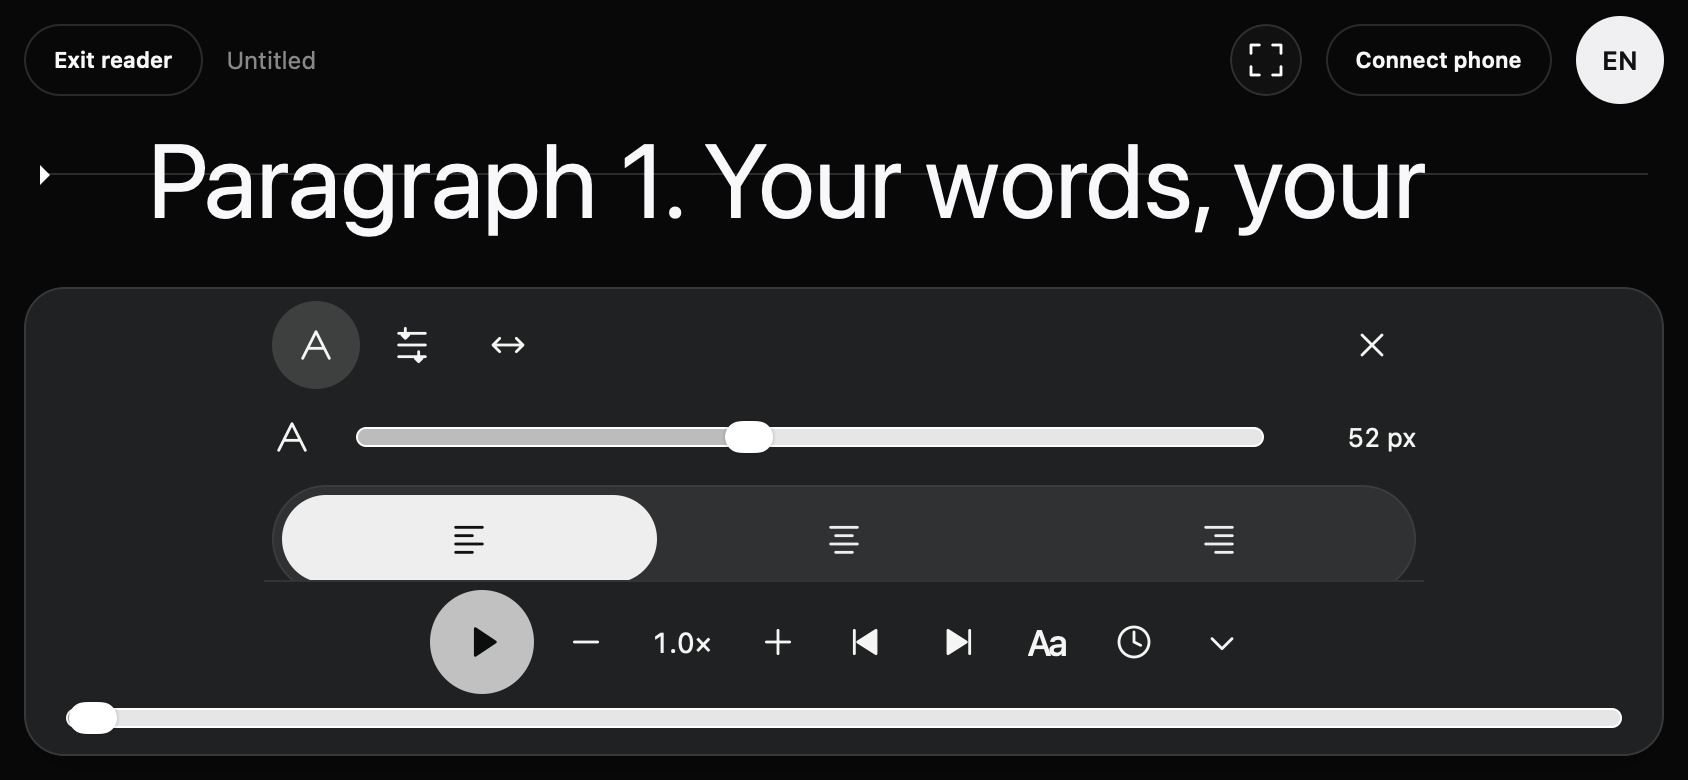 Exit reader
Untitled
Connect phone
EN
Paragraph 1. Your words, your
52 px
1.0×
Aa